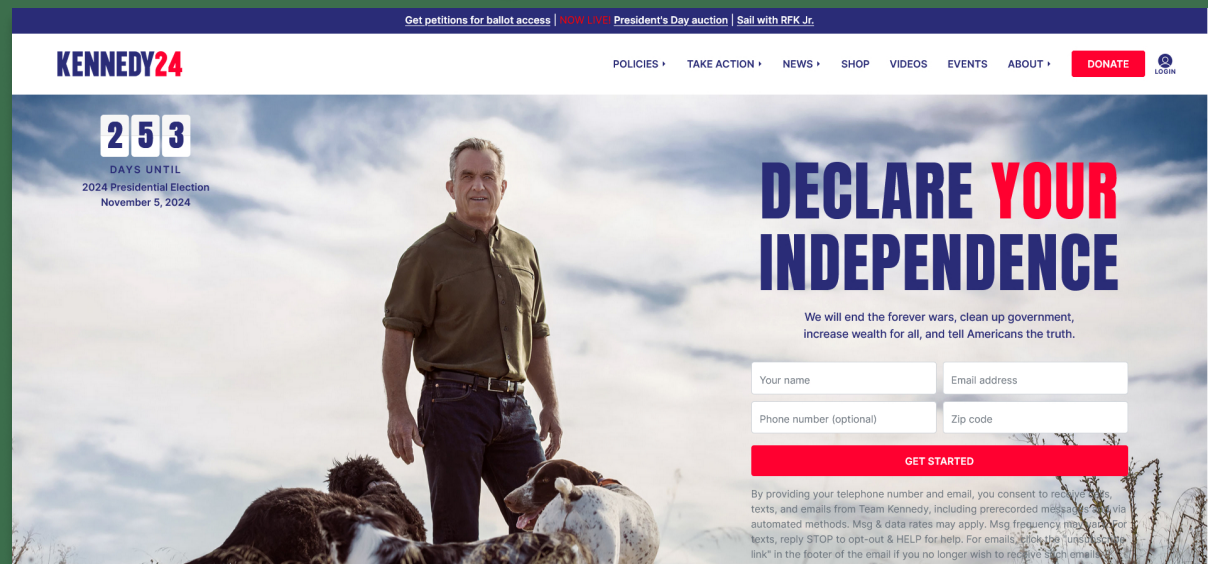 Get petitions for ballot access | NOW LIVE! President's Day auction | Sail with RFK Jr.
KENNEDY24
POLICIES TAKE ACTION NEWS SHOP VIDEOS EVENTS ABOUT DONATE
LOGIN
253
DAYS UNTIL
2024 Presidential Election
November 5, 2024
DECLARE YOUR
INDEPENDENCE
We will end the forever wars, clean up government,
increase wealth for all, and tell Americans the truth.
Your name Email address
Phone number (optional) Zip code
GET STARTED
By providing your telephone number and email, you consent to receive calls,
texts, and emails from Team Kennedy, including prerecorded messages and via
automated methods. Msg & data rates may apply. Msg frequency may vary. For
texts, reply STOP to opt-out & HELP for help. For emails, click the "unsubscribe
link" in the footer of the email if you no longer wish to receive such emails.